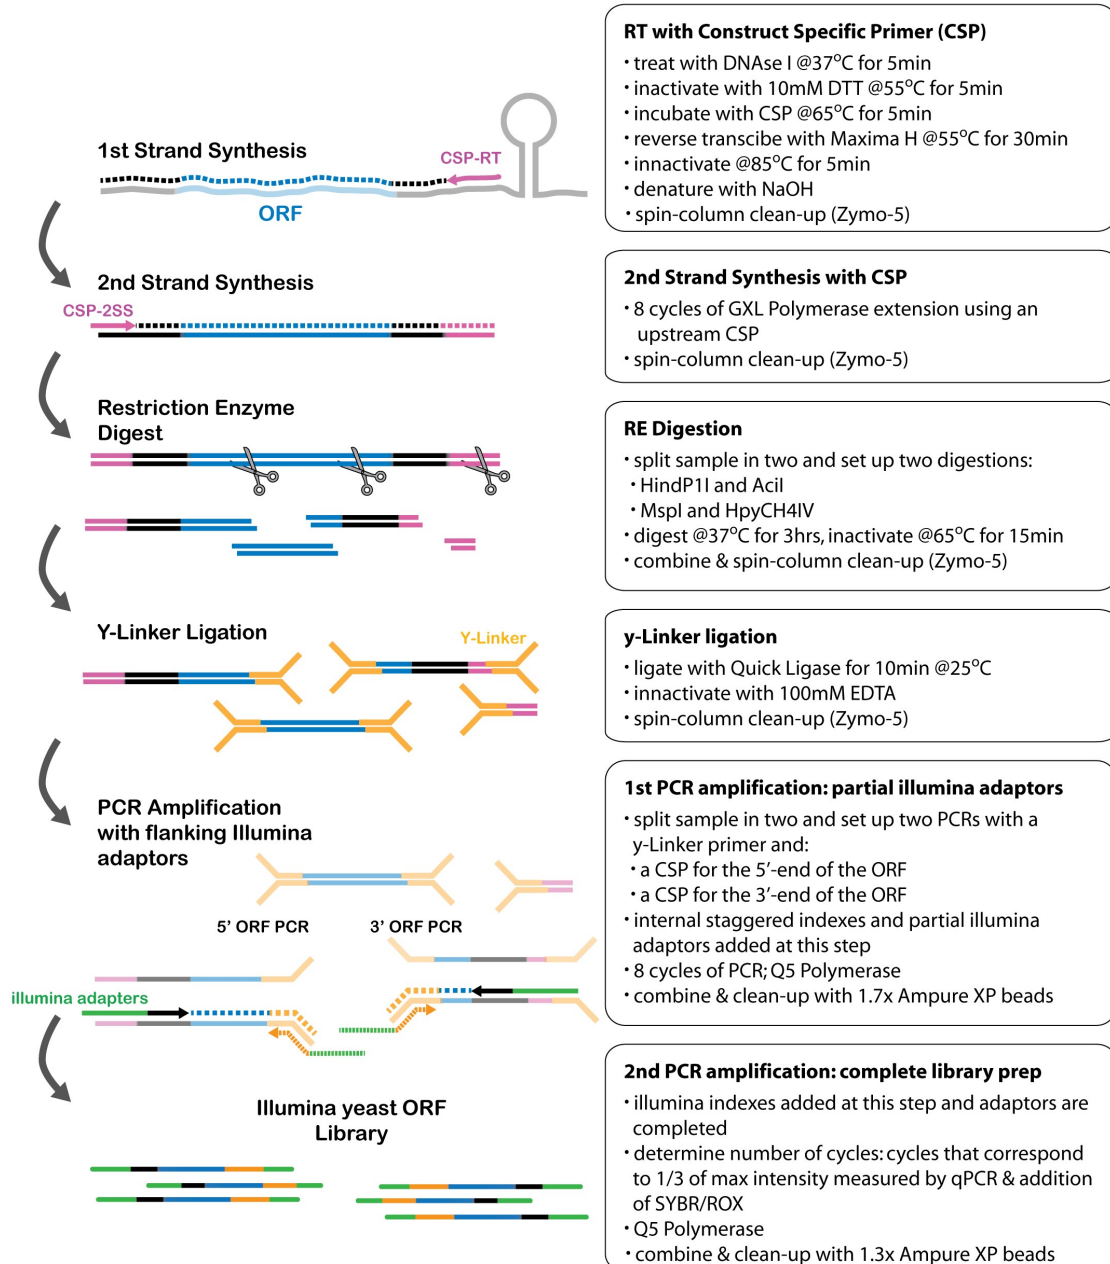 RT with Construct Specific Primer (CSP)
• treat with DNAse I @37°C for 5min
• inactivate with 10mM DTT @55°C for 5min
• incubate with CSP @65°C for 5min
• reverse transcibe with Maxima H @55°C for 30min
• innactivate @85°C for 5min
• denature with NaOH
• spin-column clean-up (Zymo-5)
1st Strand Synthesis
CSP-RT
ORF
2nd Strand Synthesis
CSP-2SS
2nd Strand Synthesis with CSP
• 8 cycles of GXL Polymerase extension using an
upstream CSP
• spin-column clean-up (Zymo-5)
Restriction Enzyme
Digest
RE Digestion
• split sample in two and set up two digestions:
• HindP1I and AciI
• MspI and HpyCH4IV
• digest @37°C for 3hrs, inactivate @65°C for 15min
• combine & spin-column clean-up (Zymo-5)
Y-Linker Ligation
Y-Linker
y-Linker ligation
• ligate with Quick Ligase for 10min @25°C
• innactivate with 100mM EDTA
• spin-column clean-up (Zymo-5)
PCR Amplification
with flanking Illumina
adaptors
5' ORF PCR
3' ORF PCR
illumina adapters
1st PCR amplification: partial illumina adaptors
• split sample in two and set up two PCRs with a
y-Linker primer and:
• a CSP for the 5'-end of the ORF
• a CSP for the 3'-end of the ORF
• internal staggered indexes and partial illumina
adaptors added at this step
• 8 cycles of PCR; Q5 Polymerase
• combine & clean-up with 1.7x Ampure XP beads
Illumina yeast ORF
Library
2nd PCR amplification: complete library prep
• illumina indexes added at this step and adaptors are
completed
• determine number of cycles: cycles that correspond
to 1/3 of max intensity measured by qPCR & addition
of SYBR/ROX
• Q5 Polymerase
• combine & clean-up with 1.3x Ampure XP beads